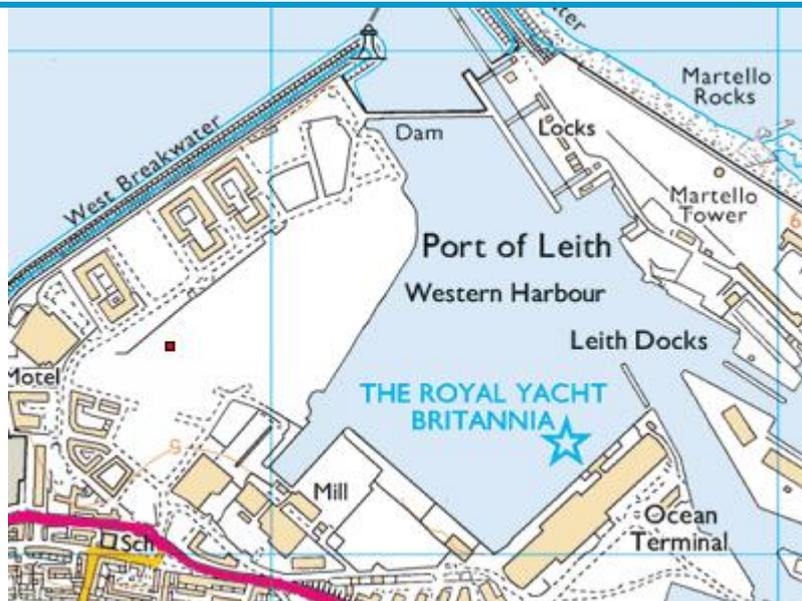 West Breakwater
Dam
Locks
Martello
Rocks
Martello
Tower
Port of Leith
Western Harbour
Leith Docks
THE ROYAL YACHT
BRITANNIA
Motel
Mill
Ocean
Terminal
Sch